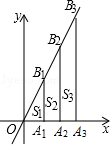 y
B₃
B₂
B₁
S₁ S₂ S₃
O A₁ A₂ A₃ x